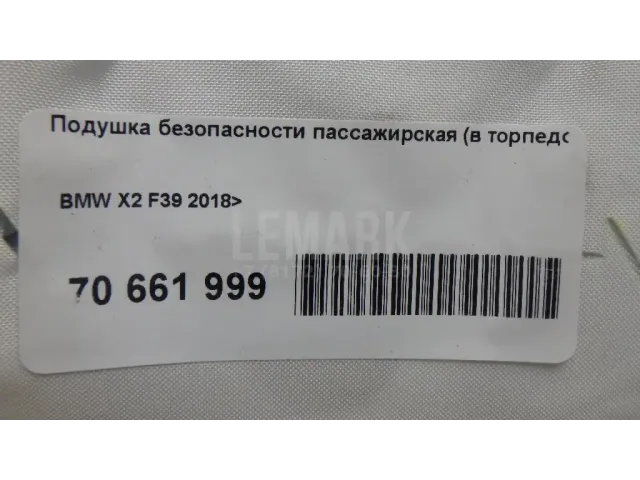 Подушка безопасности пассажирская (в торпедо
BMW X2 F39 2018>
LEMARK
70 661 999